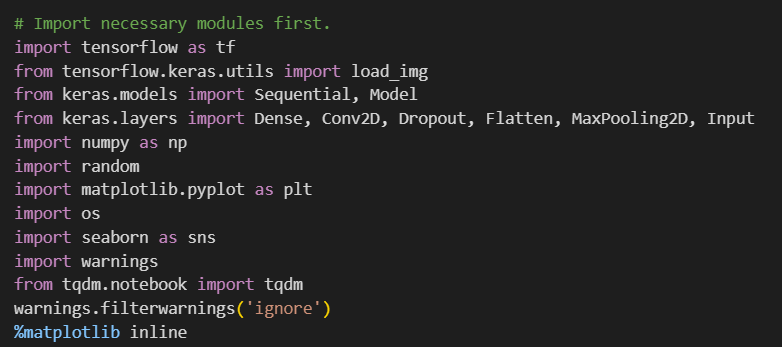 # Import necessary modules first.
import tensorflow as tf
from tensorflow.keras.utils import load_img
from keras.models import Sequential, Model
from keras.layers import Dense, Conv2D, Dropout, Flatten, MaxPooling2D, Input
import numpy as np
import random
import matplotlib.pyplot as plt
import os
import seaborn as sns
import warnings
from tqdm.notebook import tqdm
warnings.filterwarnings('ignore')
%matplotlib inline